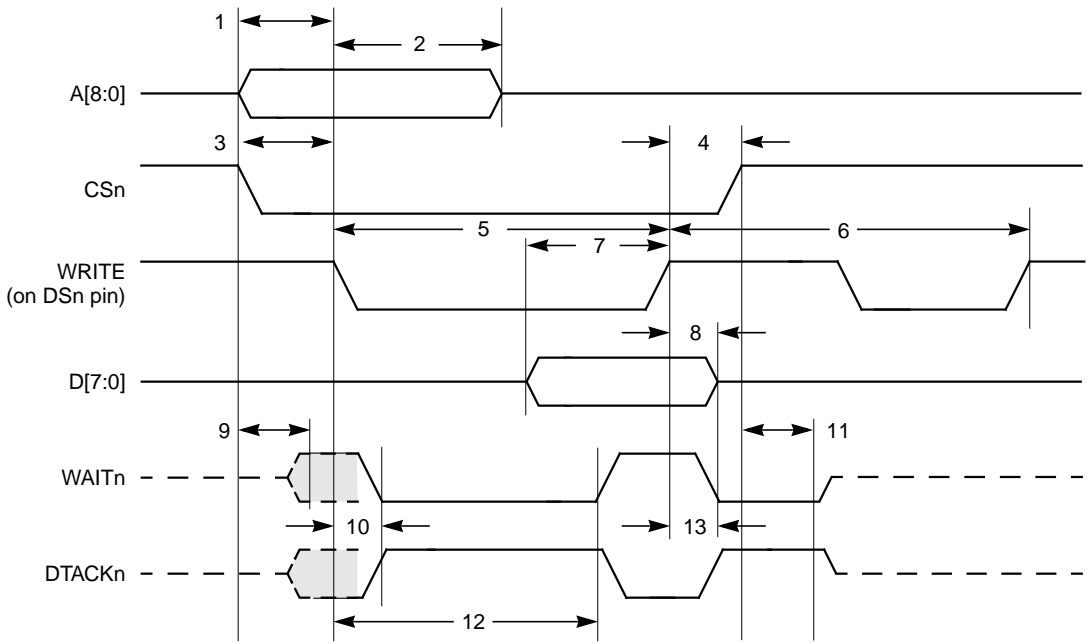 1
2
A[8:0]
3
4
CSn
5
6
7
WRITE
(on DSn pin)
8
D[7:0]
9
11
WAITn
10
13
DTACKn
12